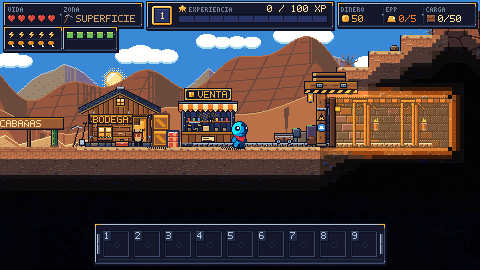 VIDA
ZONA
SUPERFICIE
1
EXPERIENCIA
0 / 100 XP
DINERO
50
EPP
0/5
CARGA
0/50
VENTA
CABAÑAS
BODEGA
1 2 3 4 5 6 7 8 9